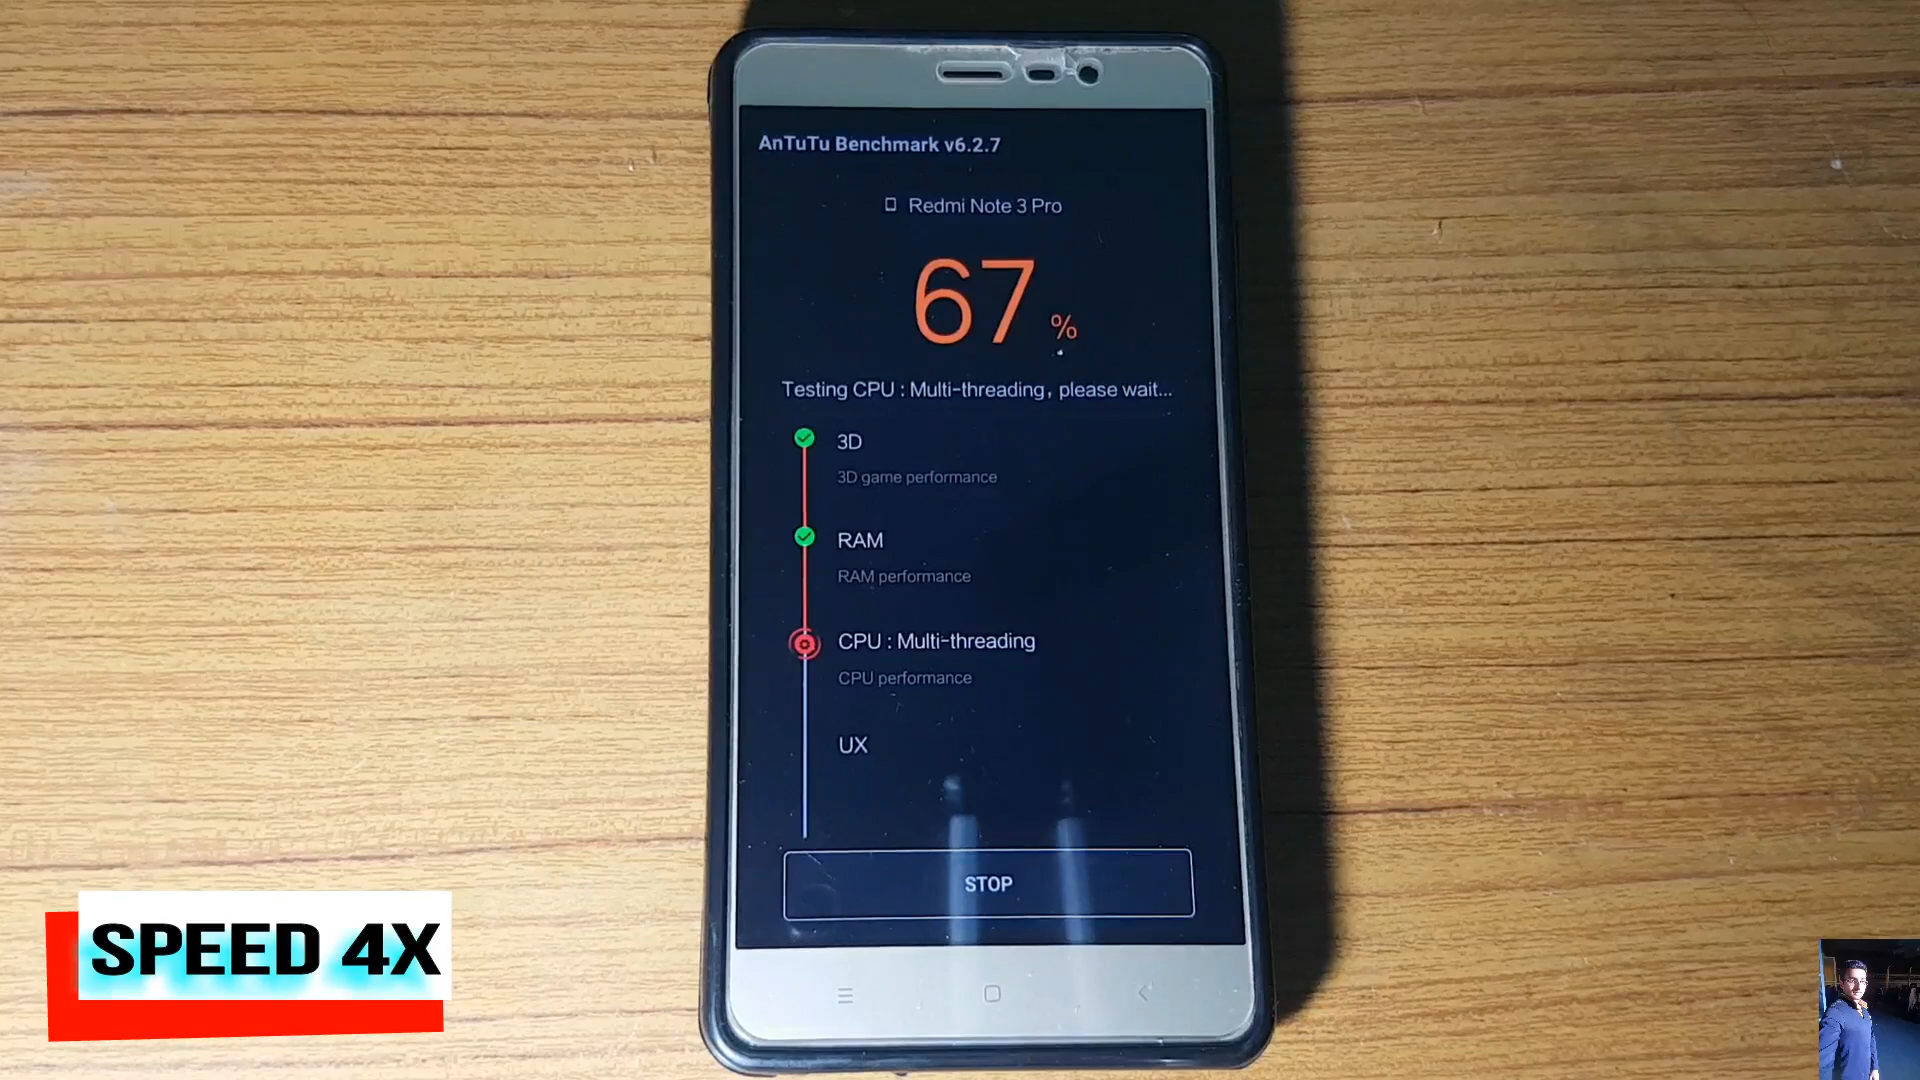 AnTuTu Benchmark v6.2.7
Redmi Note 3 Pro
67 %
Testing CPU : Multi-threading, please wait...
3D
3D game performance
RAM
RAM performance
CPU : Multi-threading
CPU performance
UX
STOP
SPEED 4X